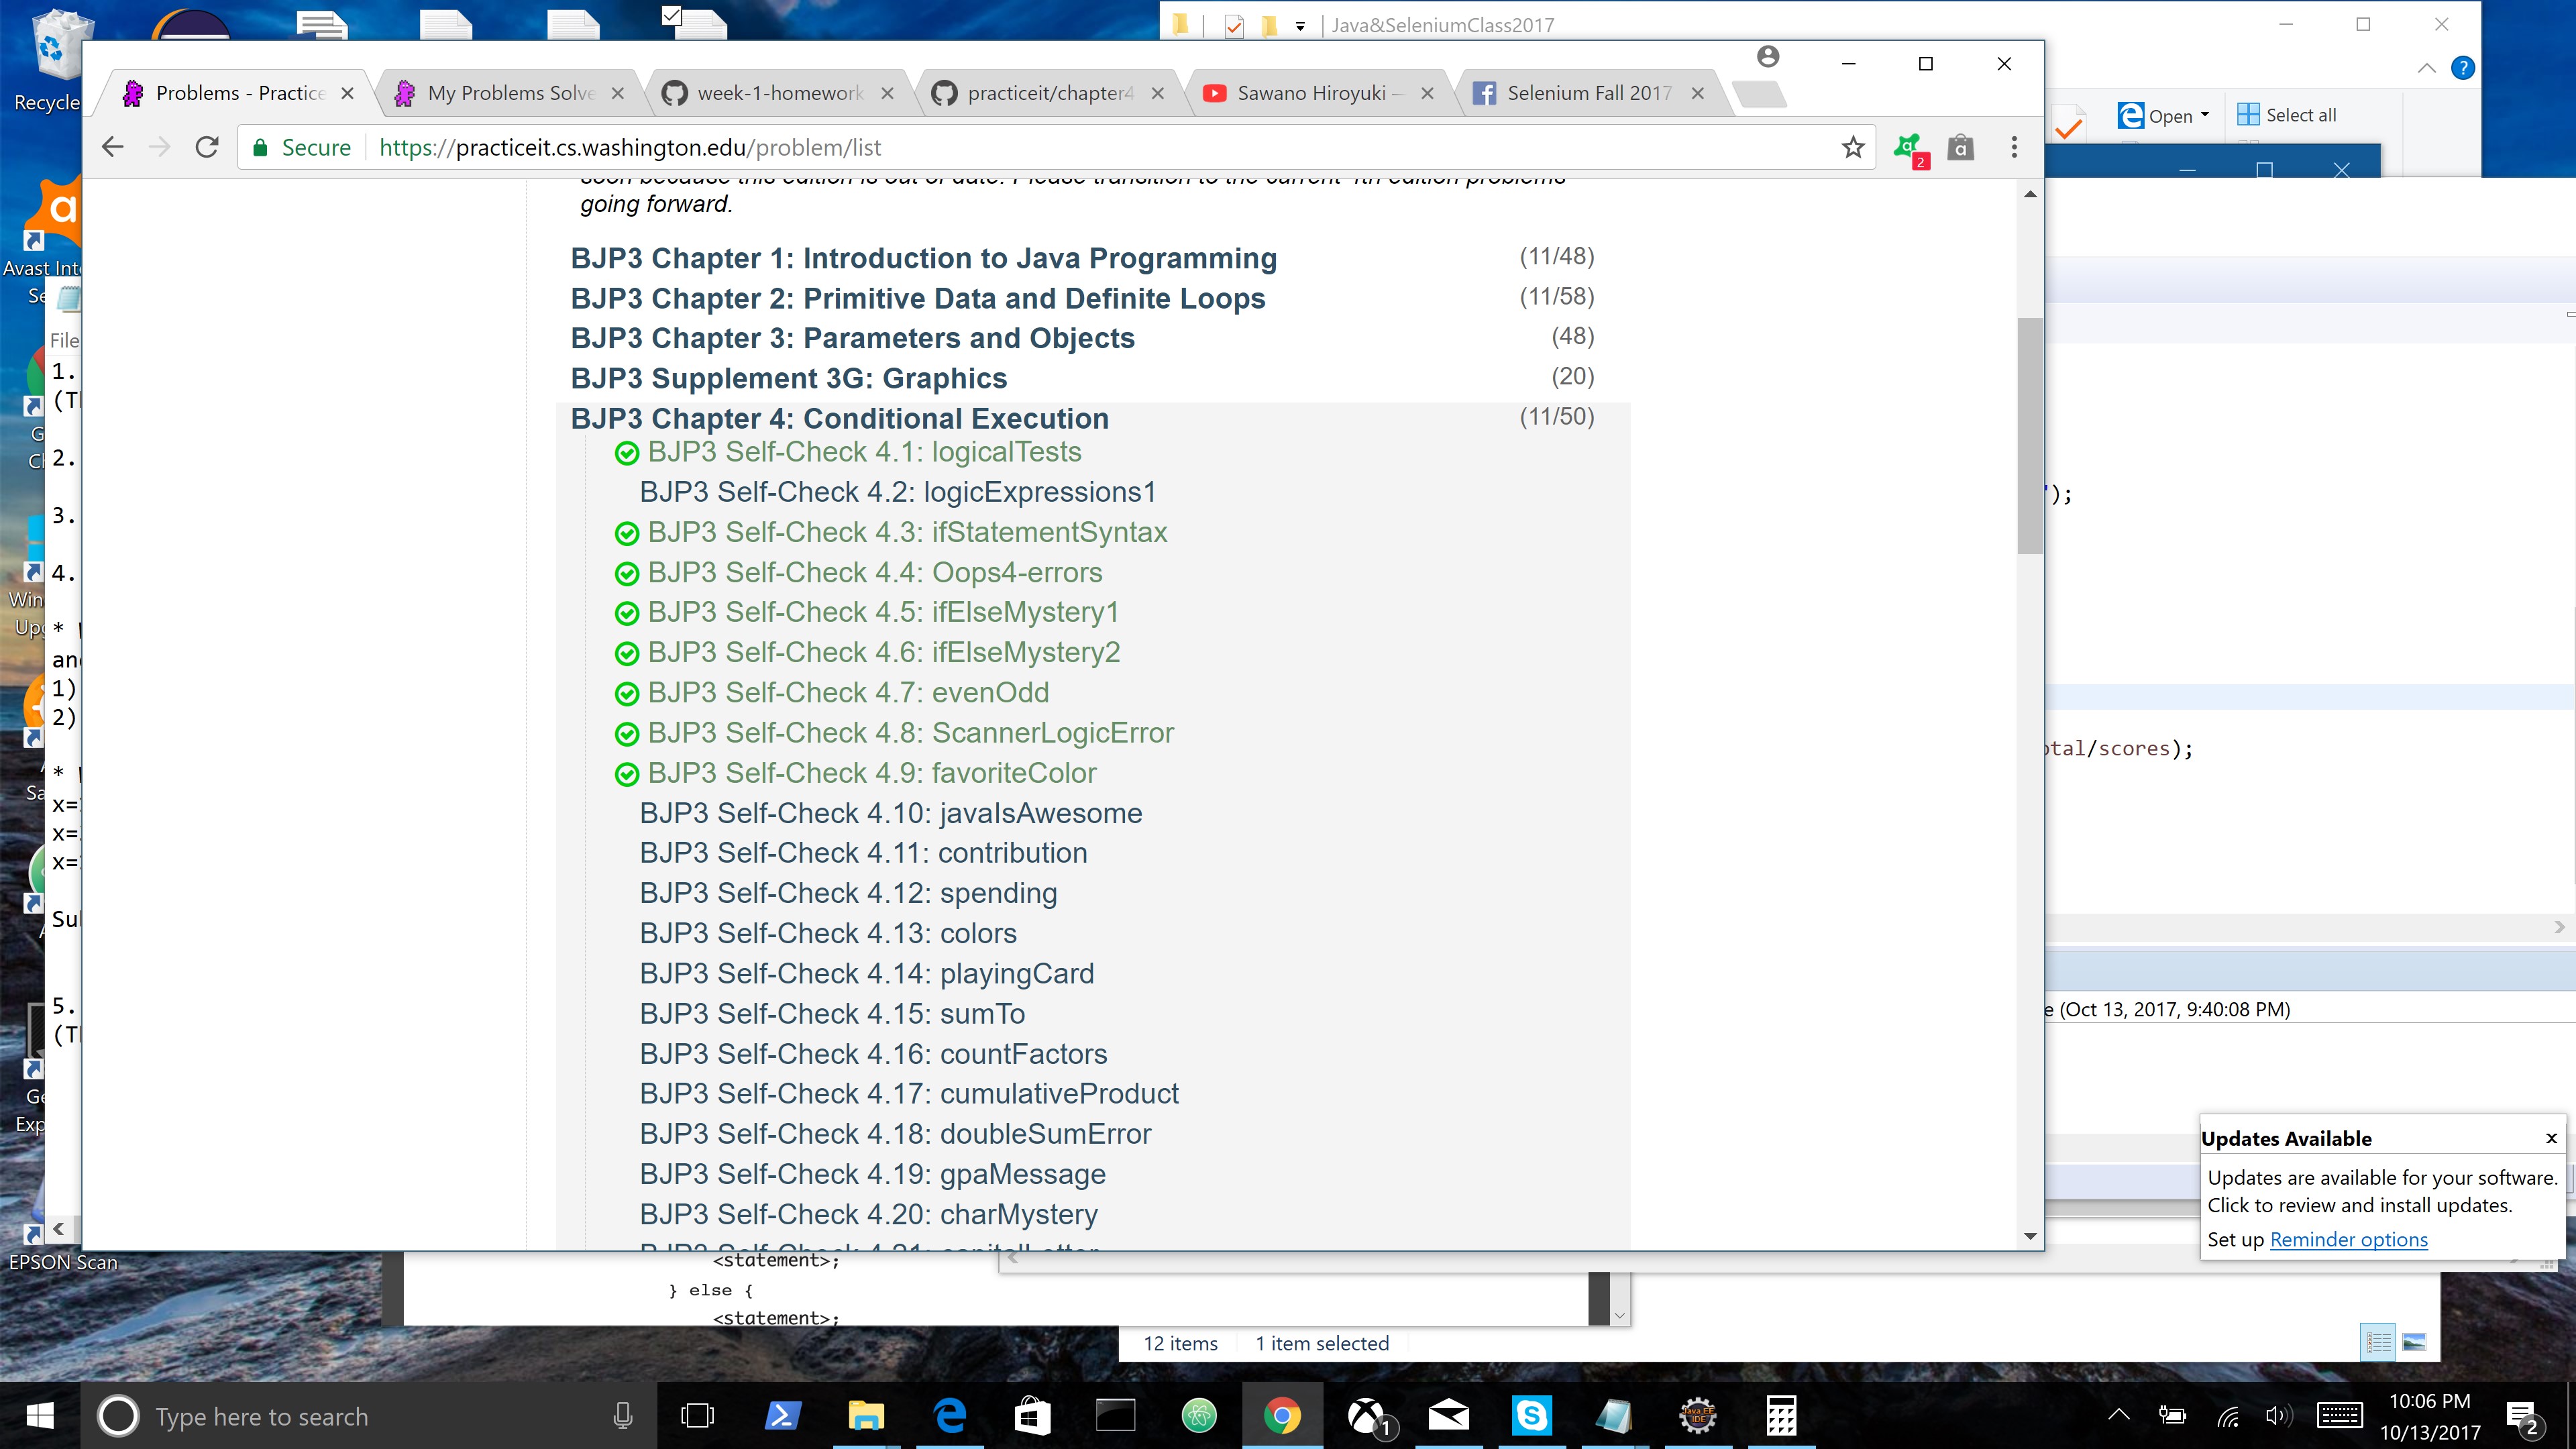 Java&SeleniumClass2017
Recycle
Problems - Practice
My Problems Solve
week-1-homework
practiceit/chapter4
Sawano Hiroyuki —
Selenium Fall 2017
Open
Select all
Secure
https://practiceit.cs.washington.edu/problem/list
2
going forward.
BJP3 Chapter 1: Introduction to Java Programming (11/48)
BJP3 Chapter 2: Primitive Data and Definite Loops (11/58)
BJP3 Chapter 3: Parameters and Objects (48)
BJP3 Supplement 3G: Graphics (20)
BJP3 Chapter 4: Conditional Execution (11/50)
BJP3 Self-Check 4.1: logicalTests
BJP3 Self-Check 4.2: logicExpressions1
BJP3 Self-Check 4.3: ifStatementSyntax
BJP3 Self-Check 4.4: Oops4-errors
BJP3 Self-Check 4.5: ifElseMystery1
BJP3 Self-Check 4.6: ifElseMystery2
BJP3 Self-Check 4.7: evenOdd
BJP3 Self-Check 4.8: ScannerLogicError
BJP3 Self-Check 4.9: favoriteColor
BJP3 Self-Check 4.10: javaIsAwesome
BJP3 Self-Check 4.11: contribution
BJP3 Self-Check 4.12: spending
BJP3 Self-Check 4.13: colors
BJP3 Self-Check 4.14: playingCard
BJP3 Self-Check 4.15: sumTo
BJP3 Self-Check 4.16: countFactors
BJP3 Self-Check 4.17: cumulativeProduct
BJP3 Self-Check 4.18: doubleSumError
BJP3 Self-Check 4.19: gpaMessage
BJP3 Self-Check 4.20: charMystery
Avast
File
1.
2.
3.
4.
1)
2)
x=
x=
x=
5.
EPSON Scan
');
/scores);
(Oct 13, 2017, 9:40:08 PM)
Updates Available
Updates are available for your software.
Click to review and install updates.
Set up Reminder options
<statement>;
} else {
<statement>;
12 items
1 item selected
Type here to search
1
10:06 PM
10/13/2017
2